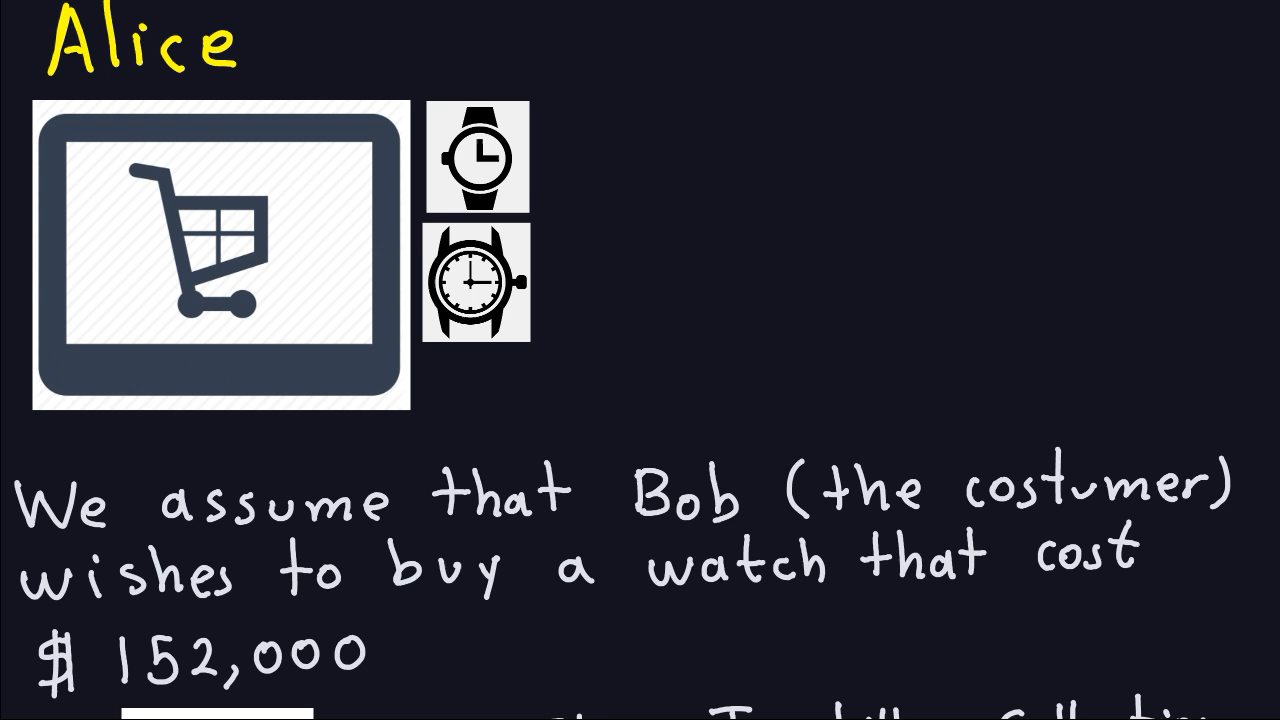 Alice
We assume that Bob (the costumer)
wishes to buy a watch that cost
$ 152,000